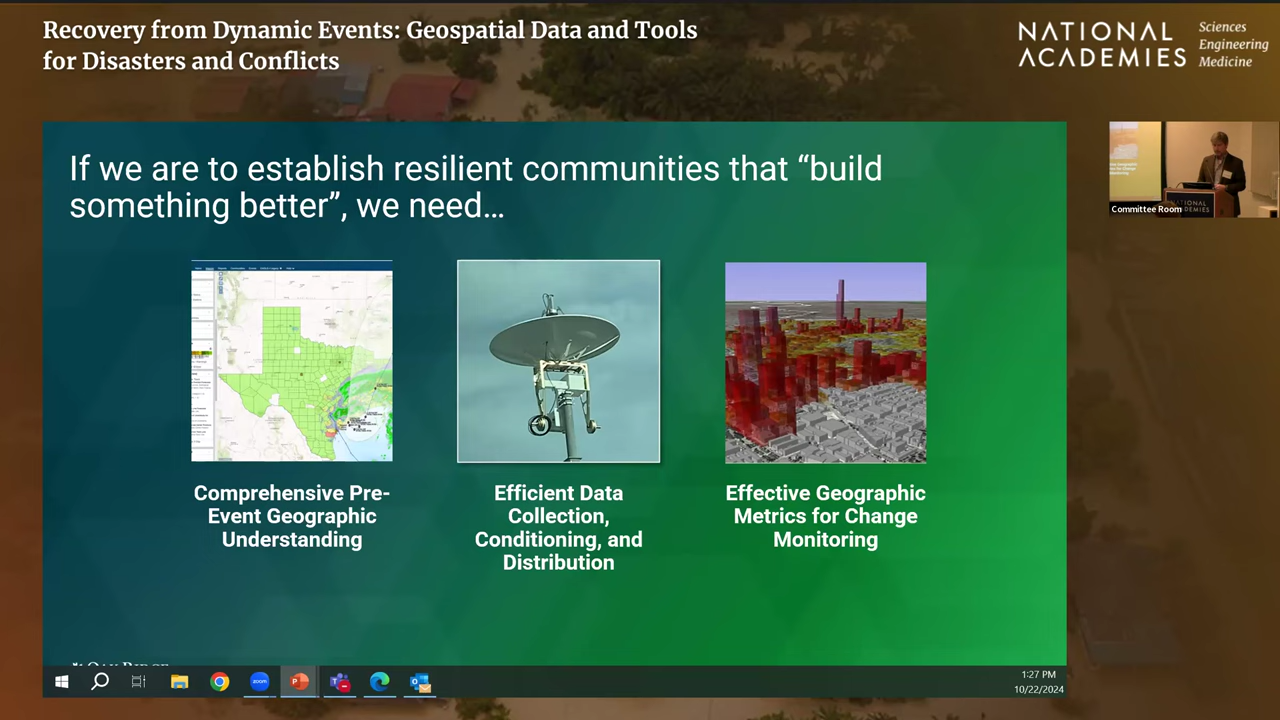 Recovery from Dynamic Events: Geospatial Data and Tools
for Disasters and Conflicts
NATIONAL
ACADEMIES
Sciences
Engineering
Medicine
If we are to establish resilient communities that “build
something better”, we need…
Comprehensive Pre-
Event Geographic
Understanding
Efficient Data
Collection,
Conditioning, and
Distribution
Effective Geographic
Metrics for Change
Monitoring
Committee Room
NATIONAL
zoom
1:27 PM
10/22/2024